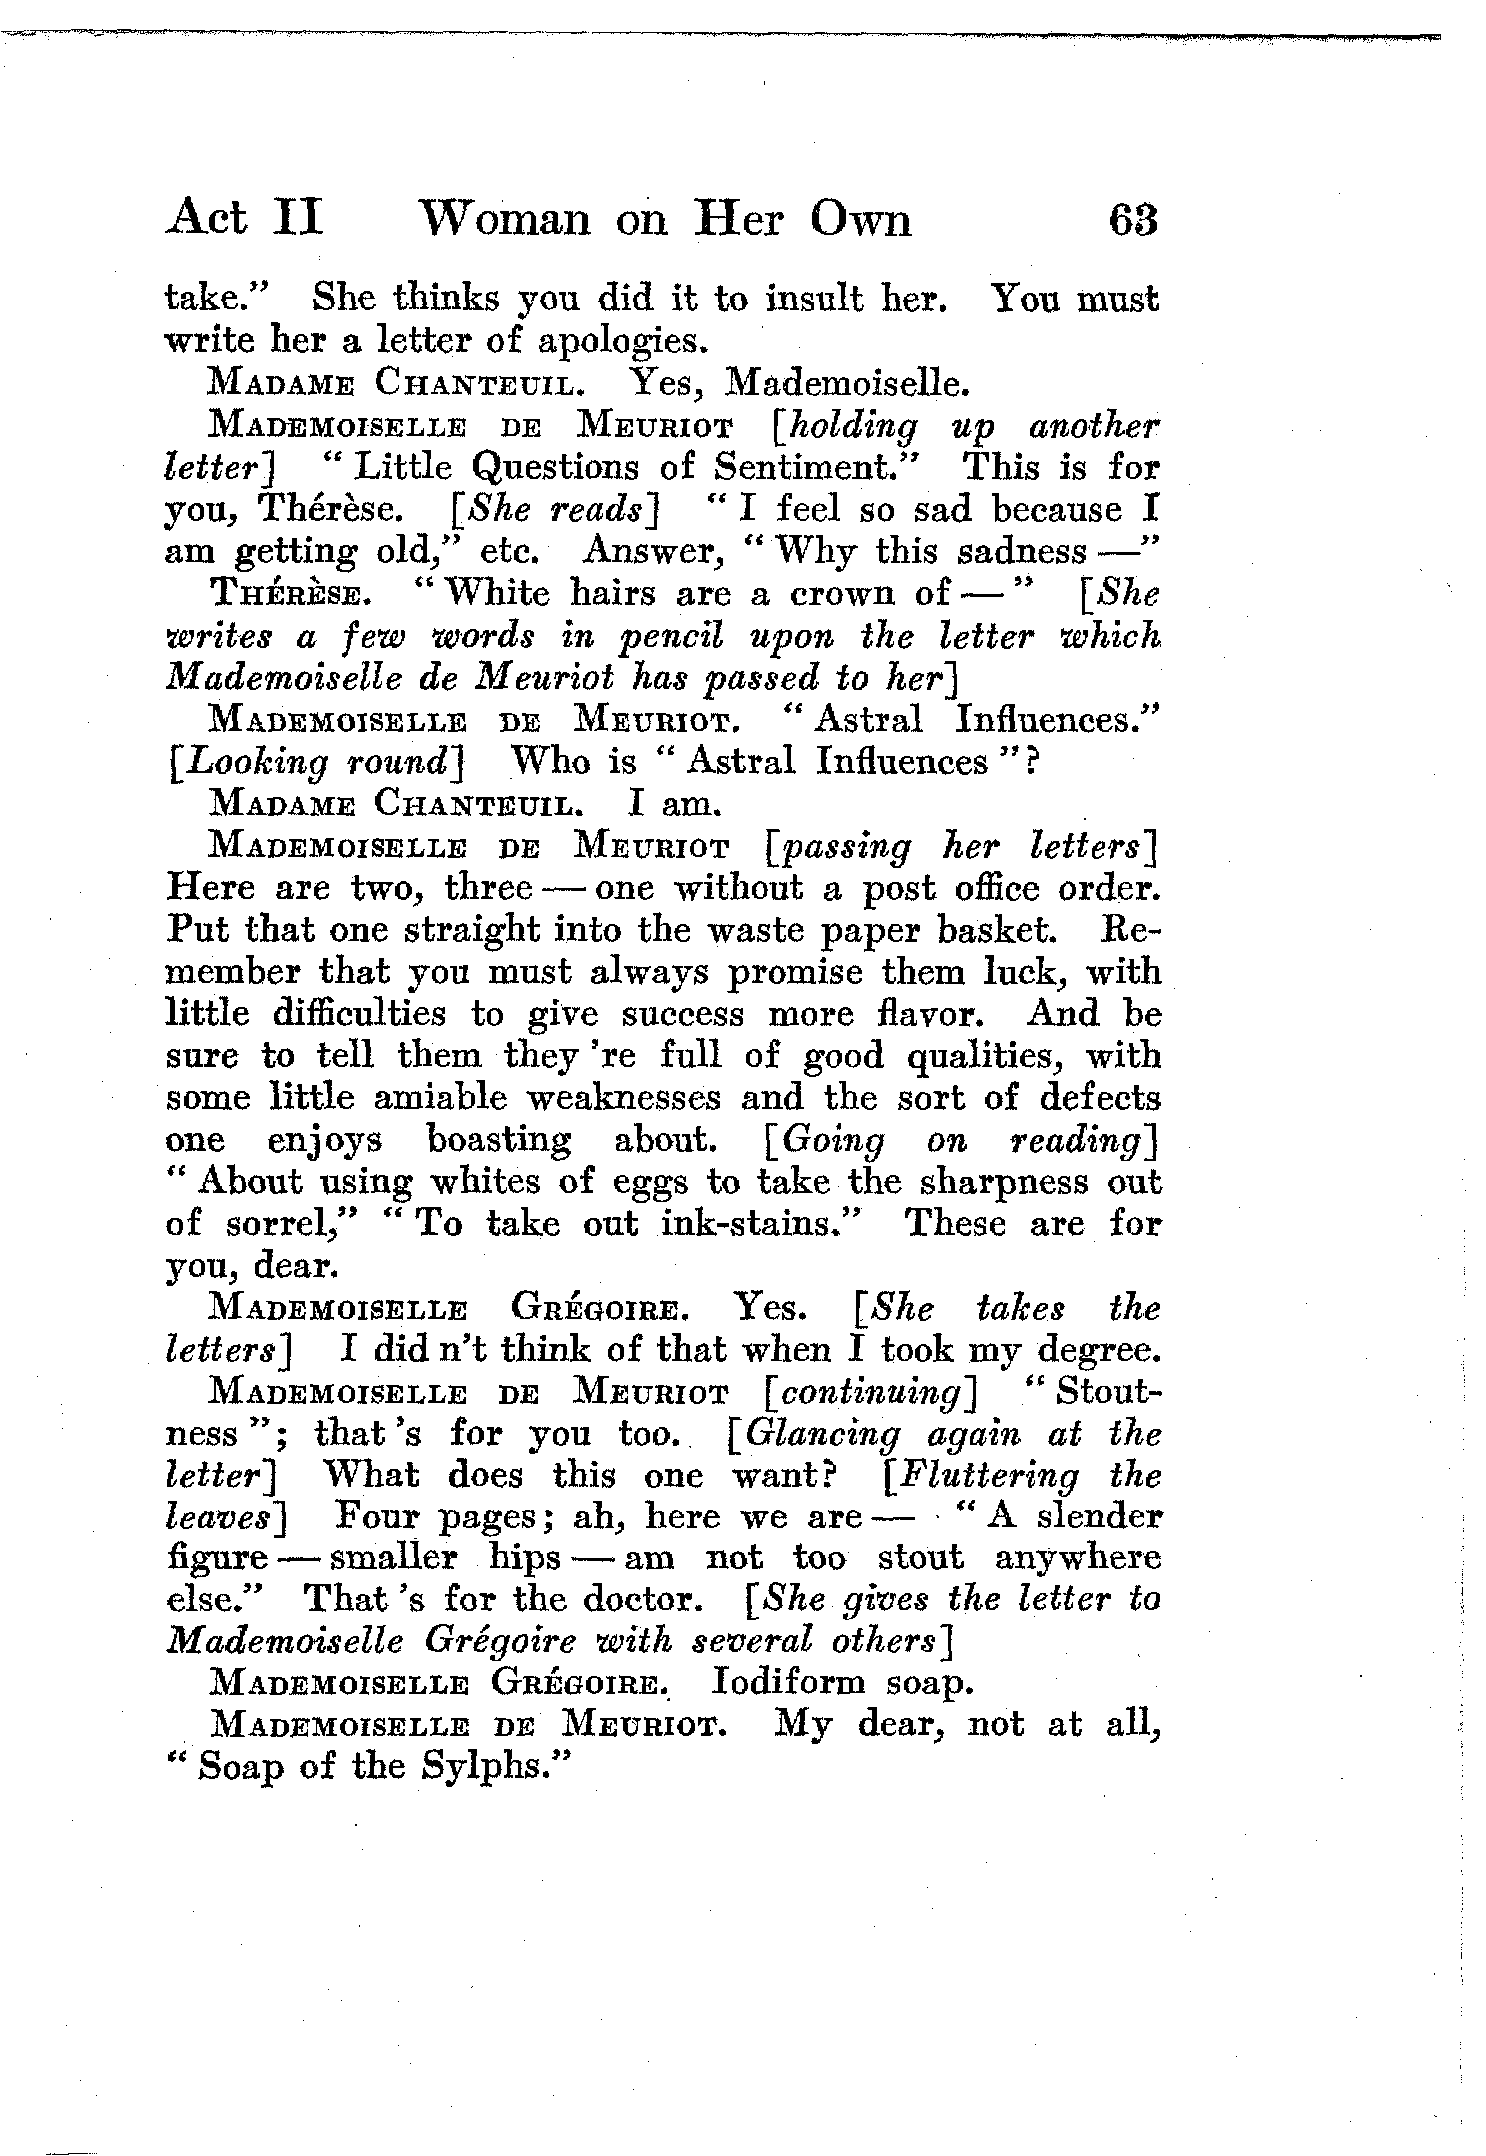 Act II Woman on Her Own 63
take." She thinks you did it to insult her. You must
write her a letter of apologies.
MADAME CHANTEUIL. Yes, Mademoiselle.
MADEMOISELLE DE MEURIOT [holding up another
letter] "Little Questions of Sentiment." This is for
you, Thérèse. [She reads] "I feel so sad because I
am getting old," etc. Answer, "Why this sadness —"
THÉRÈSE. "White hairs are a crown of — " [She
writes a few words in pencil upon the letter which
Mademoiselle de Meuriot has passed to her]
MADEMOISELLE DE MEURIOT. "Astral Influences."
[Looking round] Who is "Astral Influences"?
MADAME CHANTEUIL. I am.
MADEMOISELLE DE MEURIOT [passing her letters]
Here are two, three — one without a post office order.
Put that one straight into the waste paper basket. Re-
member that you must always promise them luck, with
little difficulties to give success more flavor. And be
sure to tell them they 're full of good qualities, with
some little amiable weaknesses and the sort of defects
one enjoys boasting about. [Going on reading]
"About using whites of eggs to take the sharpness out
of sorrel," "To take out ink-stains." These are for
you, dear.
MADEMOISELLE GRÉGOIRE. Yes. [She takes the
letters] I did n't think of that when I took my degree.
MADEMOISELLE DE MEURIOT [continuing] "Stout-
ness"; that 's for you too. [Glancing again at the
letter] What does this one want? [Fluttering the
leaves] Four pages; ah, here we are — "A slender
figure — smaller hips — am not too stout anywhere
else." That 's for the doctor. [She gives the letter to
Mademoiselle Grégoire with several others]
MADEMOISELLE GRÉGOIRE. Iodiform soap.
MADEMOISELLE DE MEURIOT. My dear, not at all,
"Soap of the Sylphs."